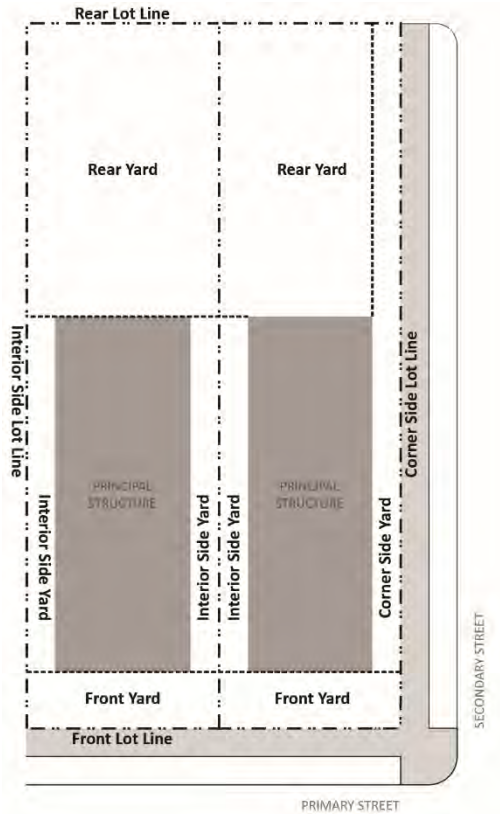 Rear Lot Line
Rear Yard
Rear Yard
Interior Side Lot Line
Corner Side Lot Line
PRINCIPAL
STRUCTURE
PRINCIPAL
STRUCTURE
Interior Side Yard
Interior Side Yard
Interior Side Yard
Corner Side Yard
Front Yard
Front Yard
SECONDARY STREET
Front Lot Line
PRIMARY STREET